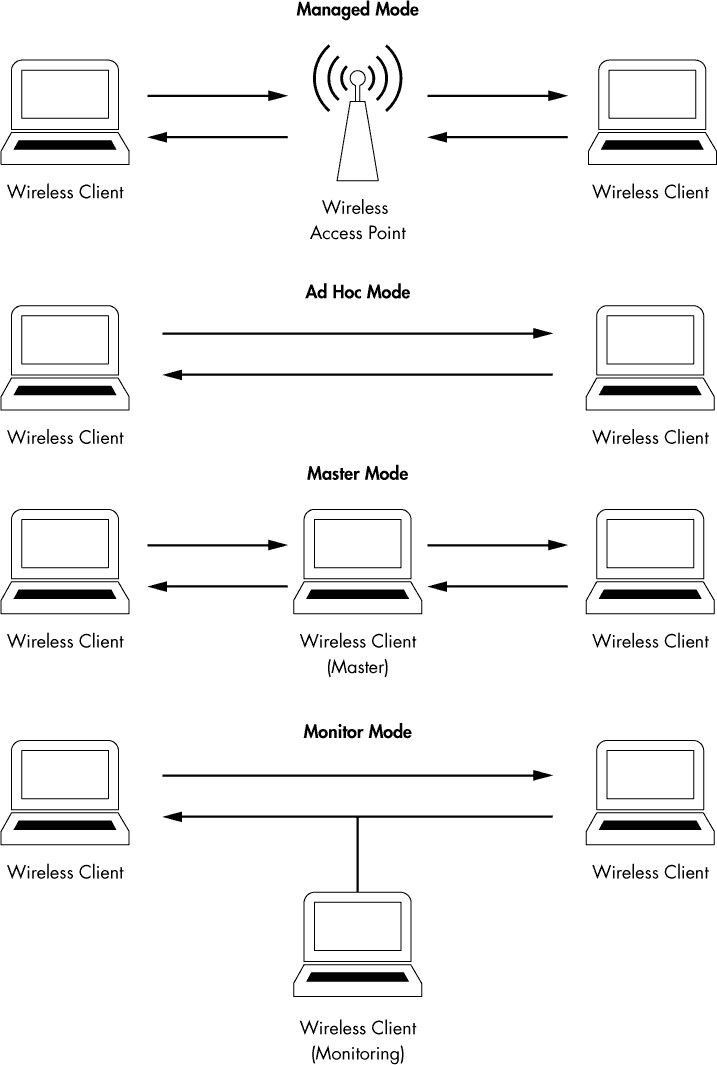 Managed Mode
Wireless Client
Wireless
Access Point
Wireless Client
Ad Hoc Mode
Wireless Client
Wireless Client
Master Mode
Wireless Client
Wireless Client
(Master)
Wireless Client
Monitor Mode
Wireless Client
Wireless Client
Wireless Client
(Monitoring)